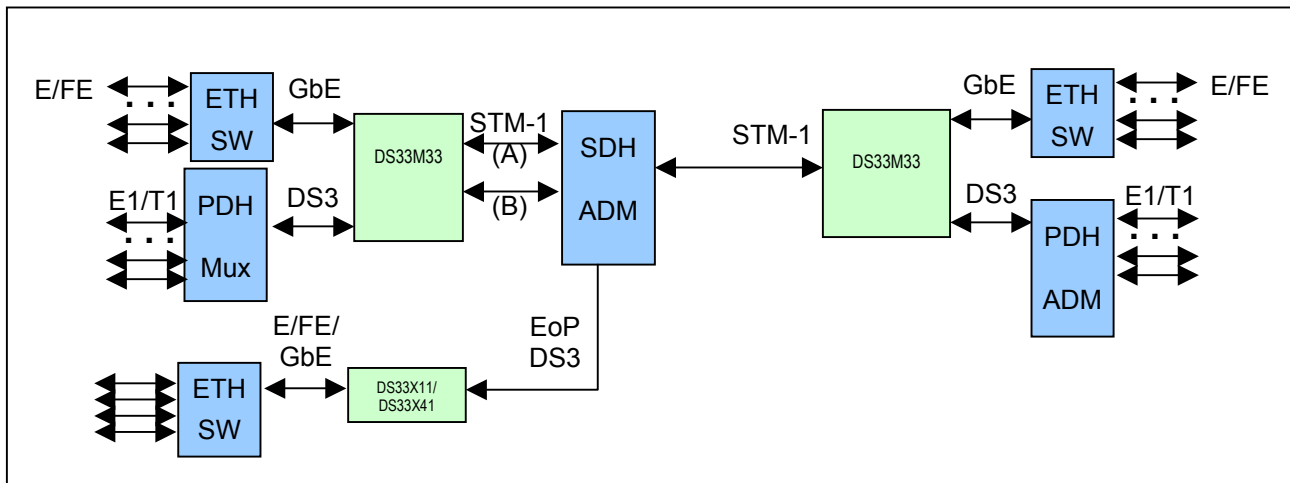 E/FE
ETH
SW
GbE
DS33M33
STM-1
(A)
(B)
SDH
ADM
STM-1
DS33M33
GbE
ETH
SW
E/FE
E1/T1
PDH
Mux
DS3
DS3
PDH
ADM
E1/T1
E/FE/
GbE
EoP
DS3
ETH
SW
DS33X11/
DS33X41